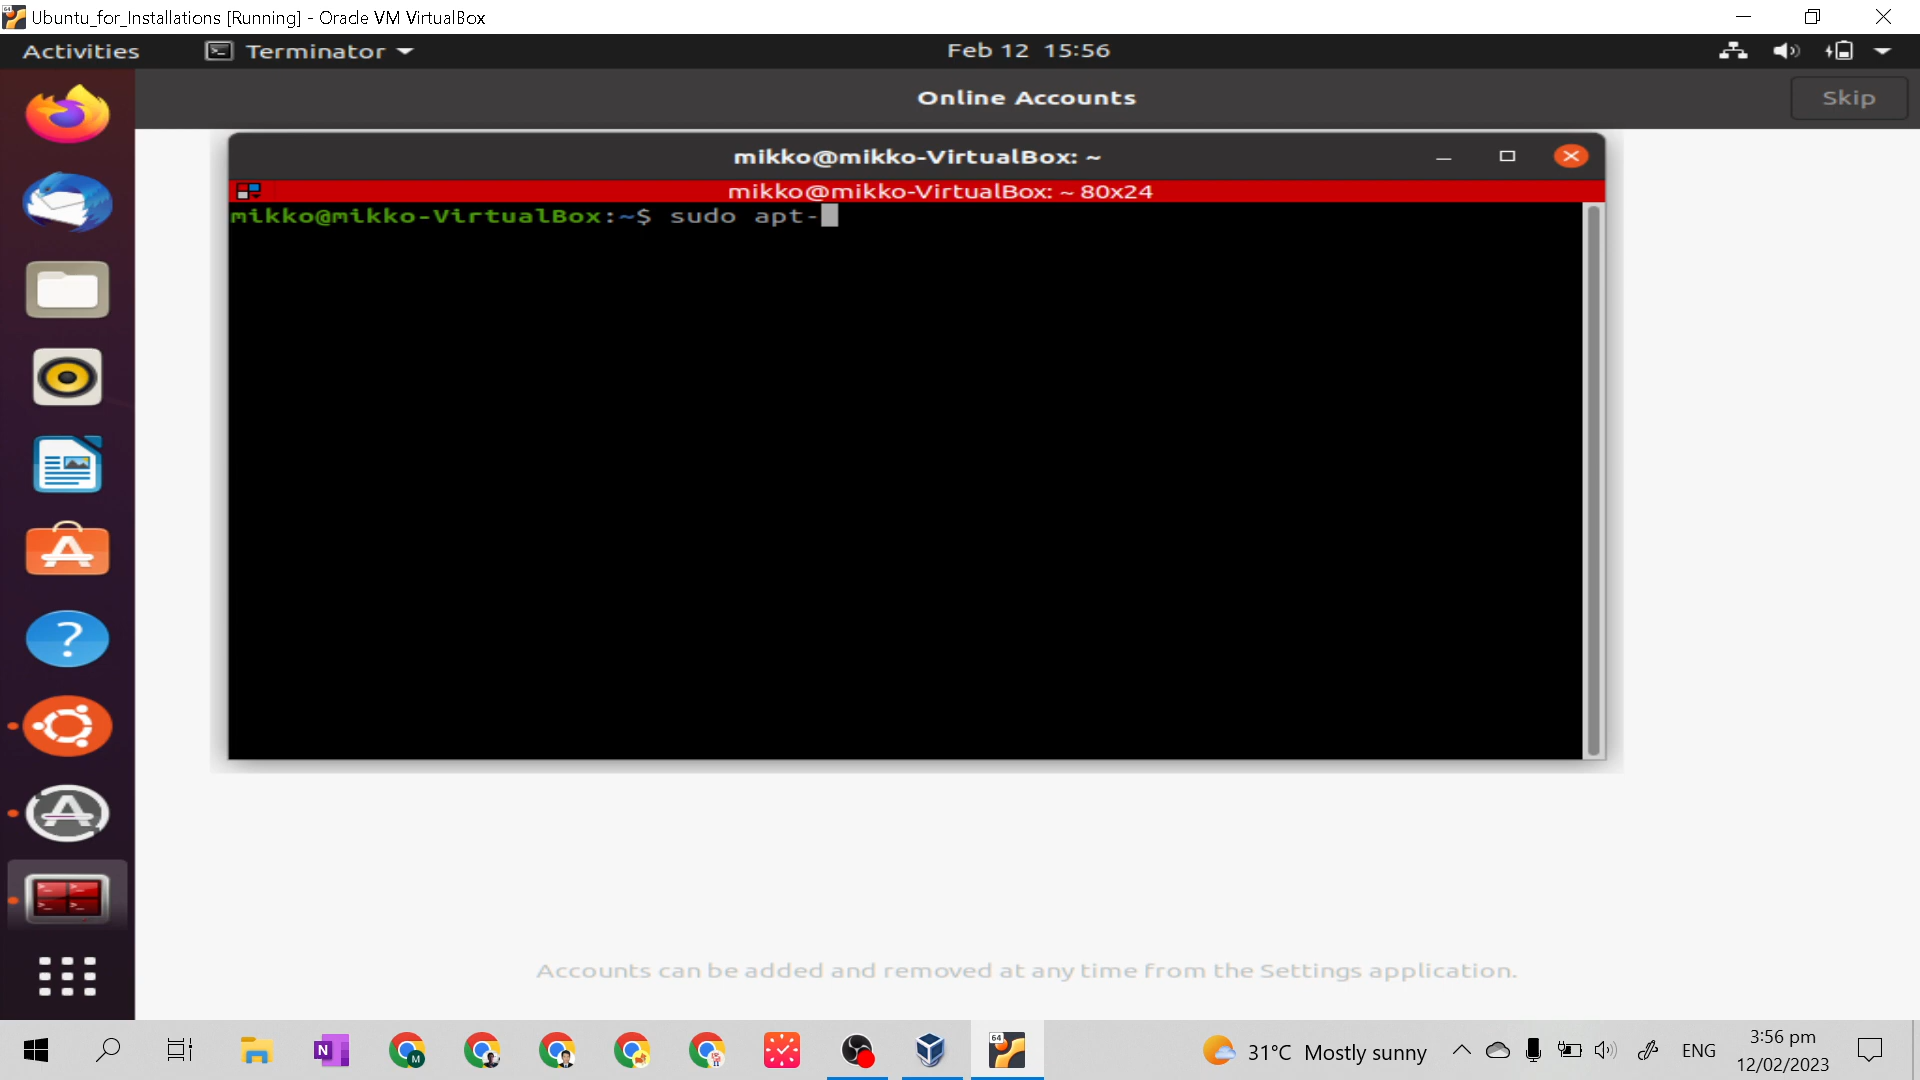 Ubuntu_for_Installations [Running] - Oracle VM VirtualBox
Activities Terminator Feb 12 15:56
Online Accounts Skip
mikko@mikko-VirtualBox: ~
mikko@mikko-VirtualBox: ~ 80x24
mikko@mikko-VirtualBox:~$ sudo apt-
Accounts can be added and removed at any time from the Settings application.
31°C Mostly sunny ENG 3:56 pm
12/02/2023